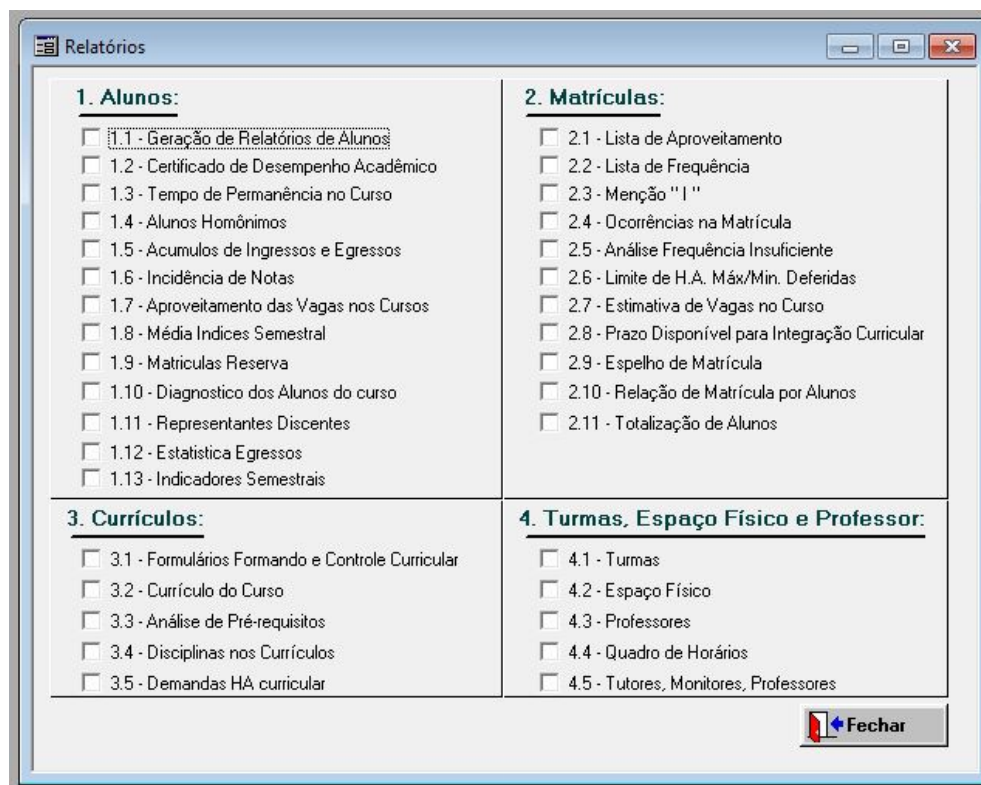 Relatórios
1. Alunos:
1.1 - Geração de Relatórios de Alunos
1.2 - Certificado de Desempenho Acadêmico
1.3 - Tempo de Permanência no Curso
1.4 - Alunos Homônimos
1.5 - Acumulos de Ingressos e Egressos
1.6 - Incidência de Notas
1.7 - Aproveitamento das Vagas nos Cursos
1.8 - Média Indices Semestral
1.9 - Matriculas Reserva
1.10 - Diagnostico dos Alunos do curso
1.11 - Representantes Discentes
1.12 - Estatistica Egressos
1.13 - Indicadores Semestrais
2. Matrículas:
2.1 - Lista de Aproveitamento
2.2 - Lista de Frequência
2.3 - Menção " I "
2.4 - Ocorrências na Matrícula
2.5 - Análise Frequência Insuficiente
2.6 - Limite de H.A. Máx/Min. Deferidas
2.7 - Estimativa de Vagas no Curso
2.8 - Prazo Disponível para Integração Curricular
2.9 - Espelho de Matrícula
2.10 - Relação de Matrícula por Alunos
2.11 - Totalização de Alunos
3. Currículos:
3.1 - Formulários Formando e Controle Curricular
3.2 - Currículo do Curso
3.3 - Análise de Pré-requisitos
3.4 - Disciplinas nos Currículos
3.5 - Demandas HA curricular
4. Turmas, Espaço Físico e Professor:
4.1 - Turmas
4.2 - Espaço Físico
4.3 - Professores
4.4 - Quadro de Horários
4.5 - Tutores, Monitores, Professores
Fechar